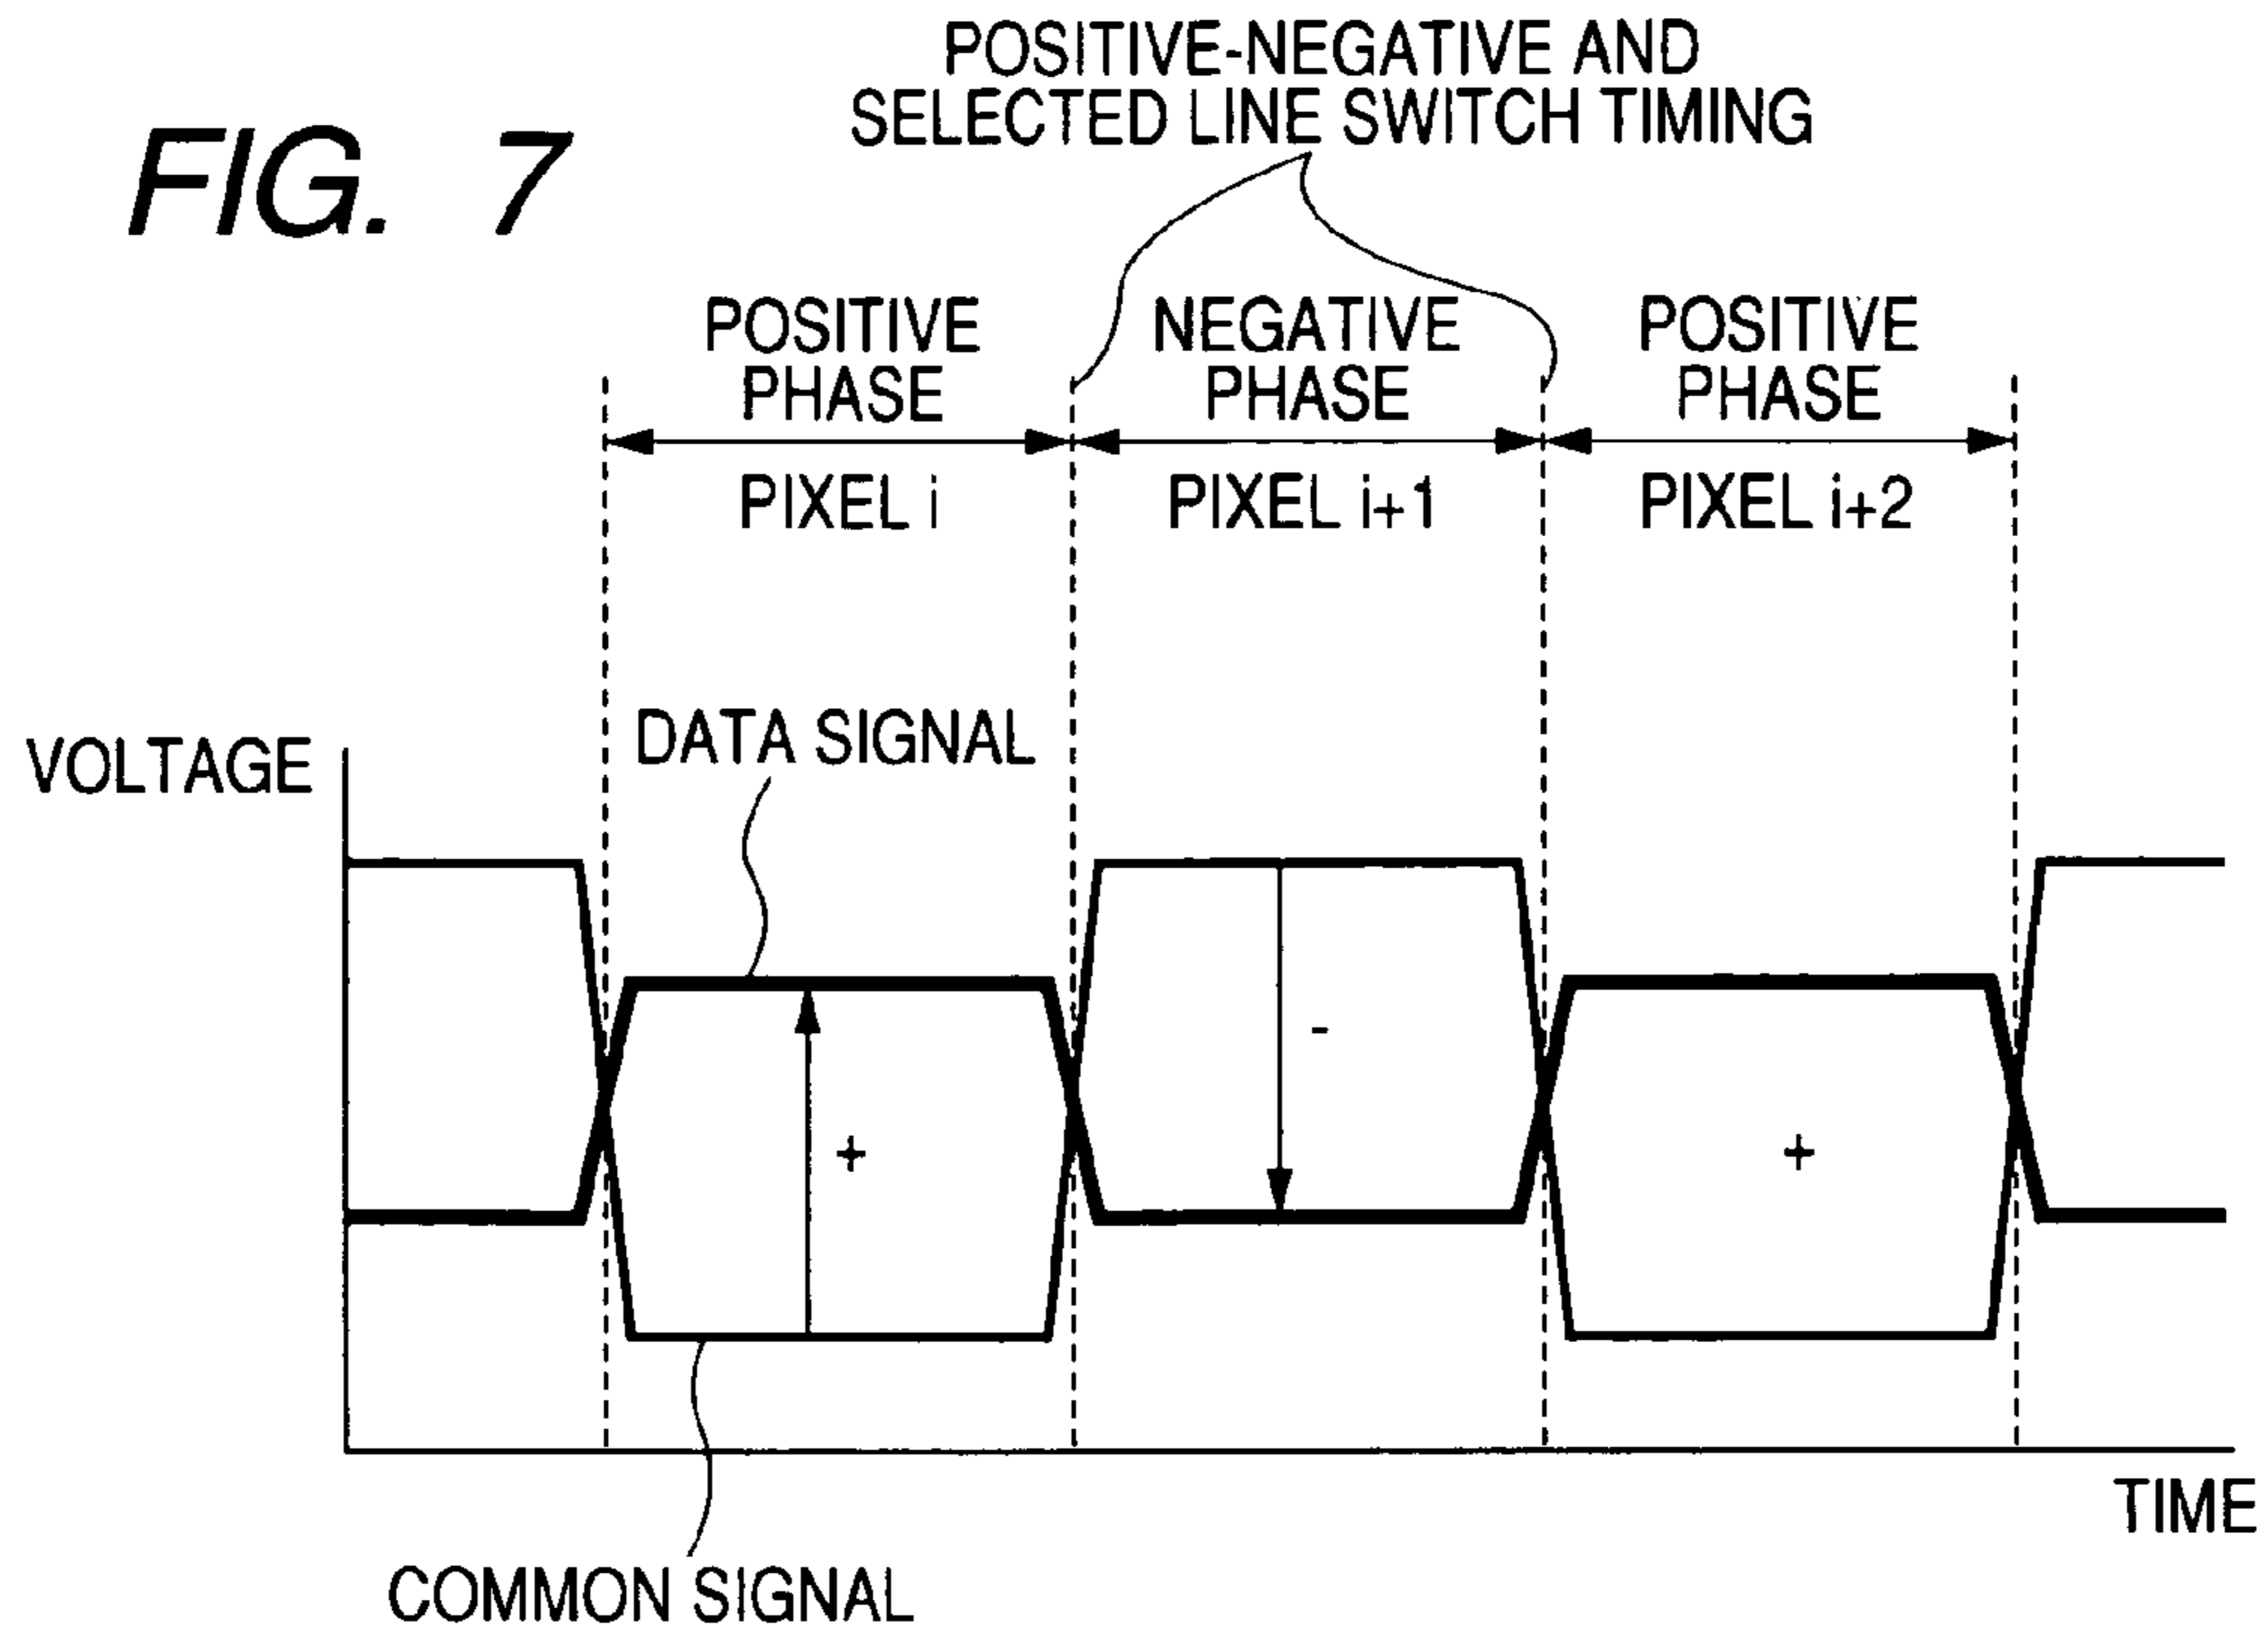 FIG. 7
POSITIVE-NEGATIVE AND
SELECTED LINE SWITCH TIMING
POSITIVE
PHASE
NEGATIVE
PHASE
POSITIVE
PHASE
PIXEL i
PIXEL i+1
PIXEL i+2
DATA SIGNAL
VOLTAGE
-
+
+
TIME
COMMON SIGNAL